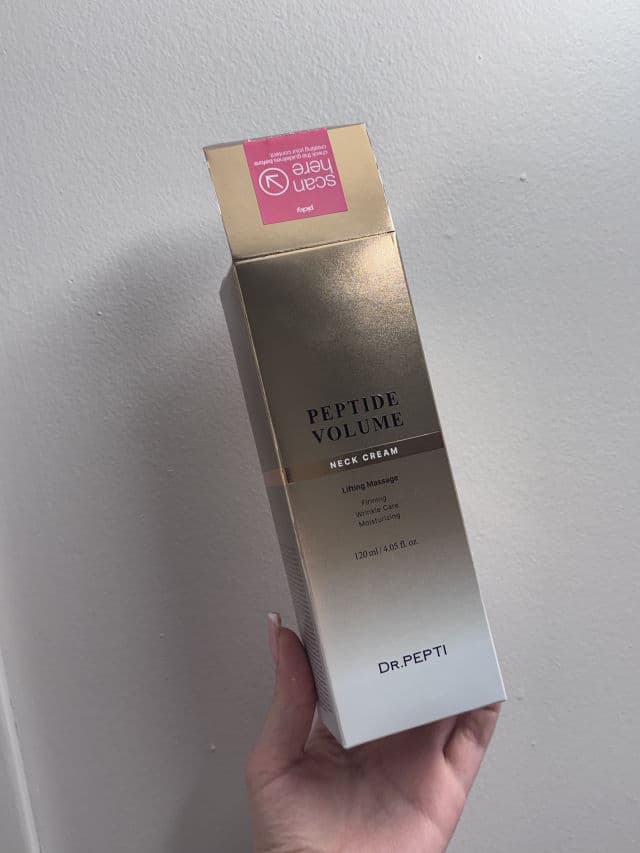 picky
scan
here
check the guidelines before
creating your content
PEPTIDE
VOLUME
NECK CREAM
Lifting Massage
Firming
Wrinkle Care
Moisturizing
120 ml / 4.05 fl. oz.
DR.PEPTI